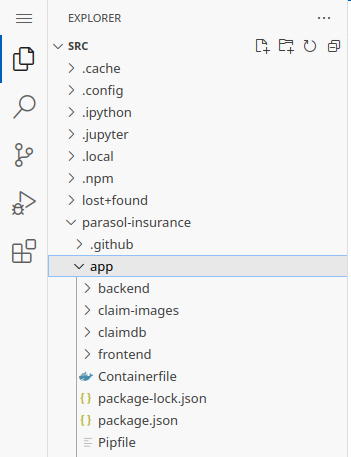 EXPLORER
SRC
.cache
.config
.ipython
.jupyter
.local
.npm
lost+found
parasol-insurance
.github
app
backend
claim-images
claimdb
frontend
Containerfile
{} package-lock.json
{} package.json
Pipfile